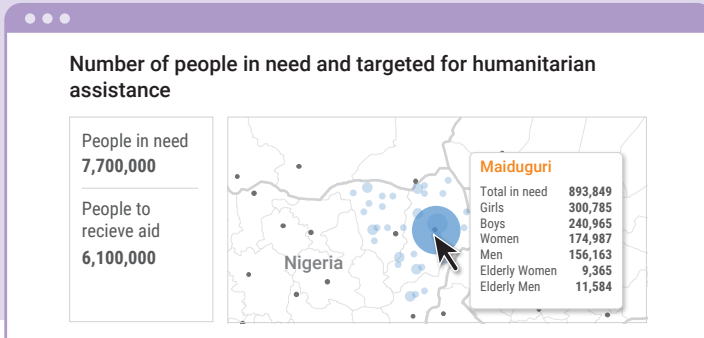 Number of people in need and targeted for humanitarian
assistance
People in need
7,700,000
People to
recieve aid
6,100,000
Nigeria
Maiduguri
Total in need 893,849
Girls 300,785
Boys 240,965
Women 174,987
Men 156,163
Elderly Women 9,365
Elderly Men 11,584